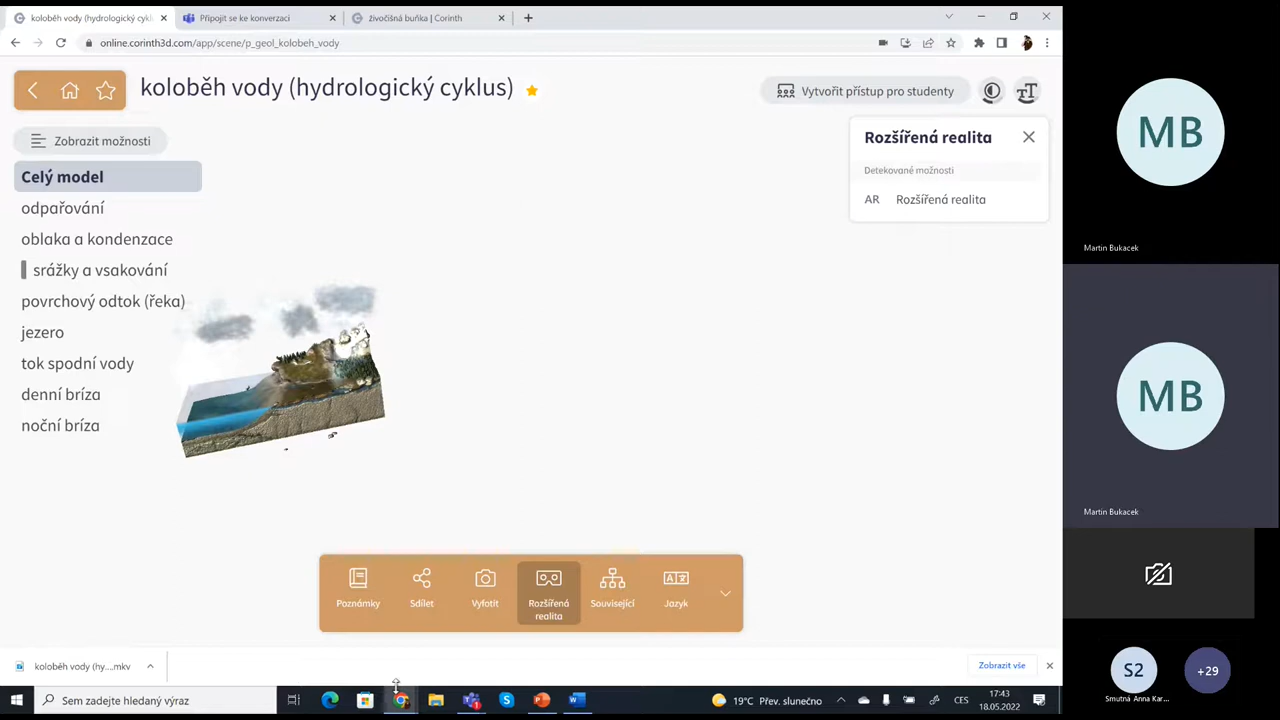 koloběh vody (hydrologický cykl
Připojit se ke konverzaci
živočišná buňka | Corinth
online.corinth3d.com/app/scene/p_geol_kolobeh_vody
koloběh vody (hydrologický cyklus)
Vytvořit přístup pro studenty
Zobrazit možnosti
Celý model
odpařování
oblaka a kondenzace
srážky a vsakování
povrchový odtok (řeka)
jezero
tok spodní vody
denní bríza
noční bríza
Rozšířená realita
Detekované možnosti
AR Rozšířená realita
Poznámky
Sdílet
Vyfotit
Rozšířená
realita
Související
Jazyk
koloběh vody (hy....mkv
Zobrazit vše
Sem zadejte hledaný výraz
19°C Přev. slunečno
CES
17:43
18.05.2022
MB
Martin Bukacek
MB
Martin Bukacek
S2
Smutná Anna Kar...
+29